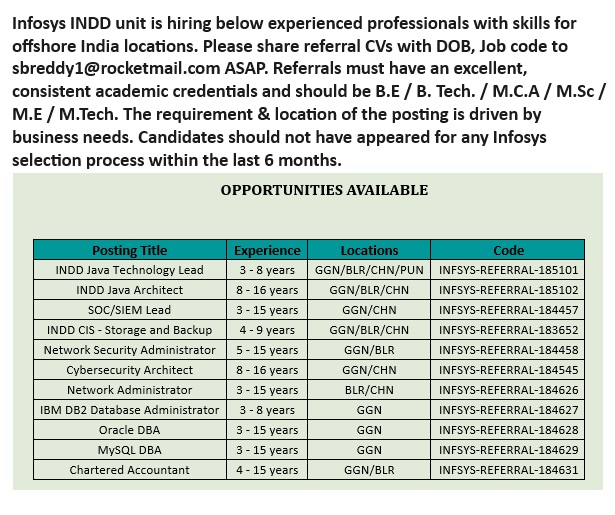 Infosys INDD unit is hiring below experienced professionals with skills for
offshore India locations. Please share referral CVs with DOB, Job code to
sbreddy1@rocketmail.com ASAP. Referrals must have an excellent,
consistent academic credentials and should be B.E / B. Tech. / M.C.A / M.Sc /
M.E / M.Tech. The requirement & location of the posting is driven by
business needs. Candidates should not have appeared for any Infosys
selection process within the last 6 months.
OPPORTUNITIES AVAILABLE
Posting Title Experience Locations Code
INDD Java Technology Lead 3 - 8 years GGN/BLR/CHN/PUN INFSYS-REFERRAL-185101
INDD Java Architect 8 - 16 years GGN/BLR/CHN INFSYS-REFERRAL-185102
SOC/SIEM Lead 3 - 15 years GGN/CHN INFSYS-REFERRAL-184457
INDD CIS - Storage and Backup 4 - 9 years GGN/BLR/CHN INFSYS-REFERRAL-183652
Network Security Administrator 5 - 15 years GGN/BLR INFSYS-REFERRAL-184458
Cybersecurity Architect 8 - 16 years GGN/CHN INFSYS-REFERRAL-184545
Network Administrator 3 - 15 years BLR/CHN INFSYS-REFERRAL-184626
IBM DB2 Database Administrator 3 - 8 years GGN INFSYS-REFERRAL-184627
Oracle DBA 3 - 15 years GGN INFSYS-REFERRAL-184628
MySQL DBA 3 - 15 years GGN INFSYS-REFERRAL-184629
Chartered Accountant 4 - 15 years GGN/BLR INFSYS-REFERRAL-184631